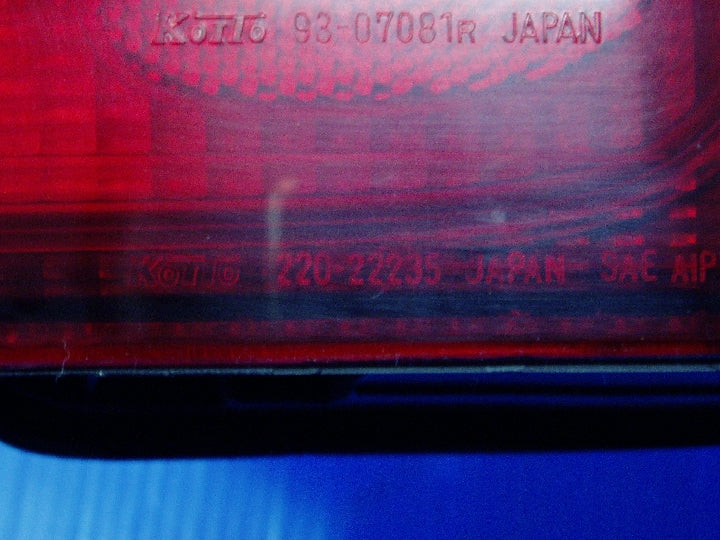 KOITO 93-07081R JAPAN
KOITO 220-22235 JAPAN SAE AIP